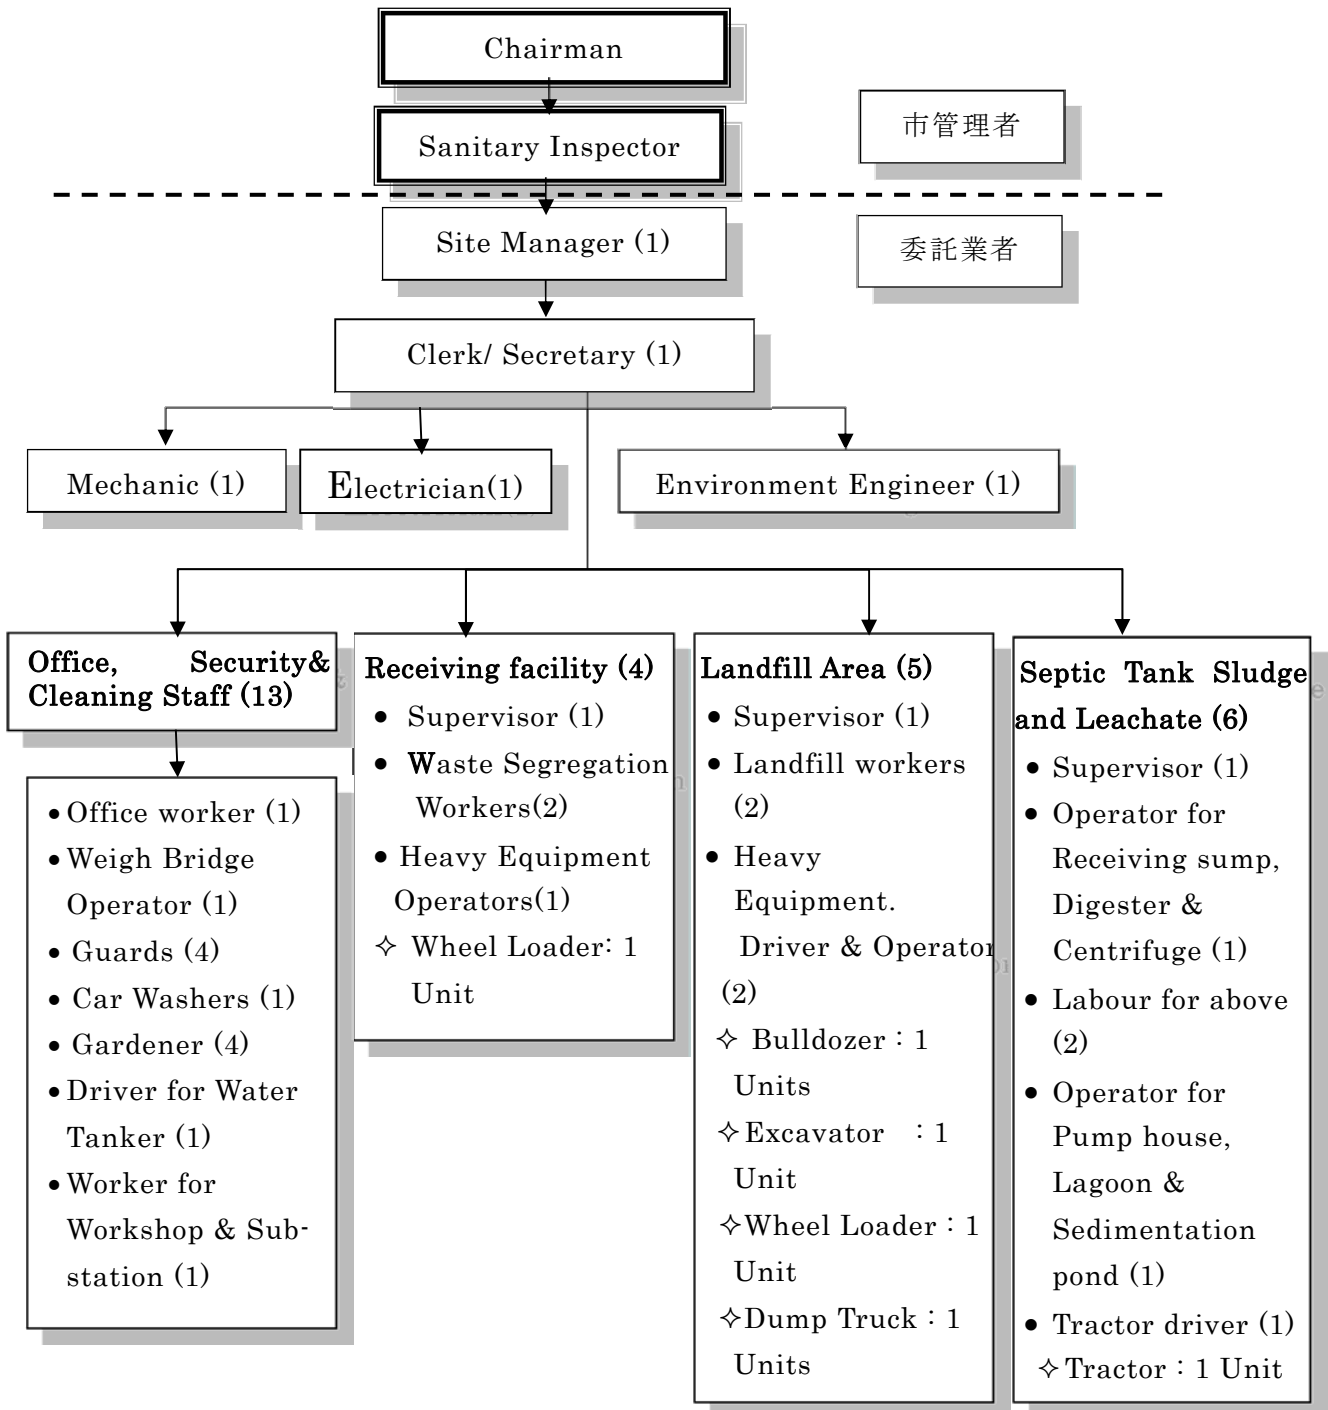 Chairman
Sanitary Inspector
市管理者
Site Manager (1)
委託業者
Clerk/ Secretary (1)
Mechanic (1)
Electrician(1)
Environment Engineer (1)
Office, Security&
Cleaning Staff (13)
• Office worker (1)
• Weigh Bridge
Operator (1)
• Guards (4)
• Car Washers (1)
• Gardener (4)
• Driver for Water
Tanker (1)
• Worker for
Workshop & Sub-
station (1)
Receiving facility (4)
• Supervisor (1)
• Waste Segregation
Workers(2)
• Heavy Equipment
Operators(1)
✧ Wheel Loader: 1
Unit
Landfill Area (5)
• Supervisor (1)
• Landfill workers
(2)
• Heavy
Equipment.
Driver & Operator
(2)
✧ Bulldozer : 1
Units
✧Excavator : 1
Unit
✧Wheel Loader : 1
Unit
✧Dump Truck : 1
Units
Septic Tank Sludge
and Leachate (6)
• Supervisor (1)
• Operator for
Receiving sump,
Digester &
Centrifuge (1)
• Labour for above
(2)
• Operator for
Pump house,
Lagoon &
Sedimentation
pond (1)
• Tractor driver (1)
✧Tractor : 1 Unit